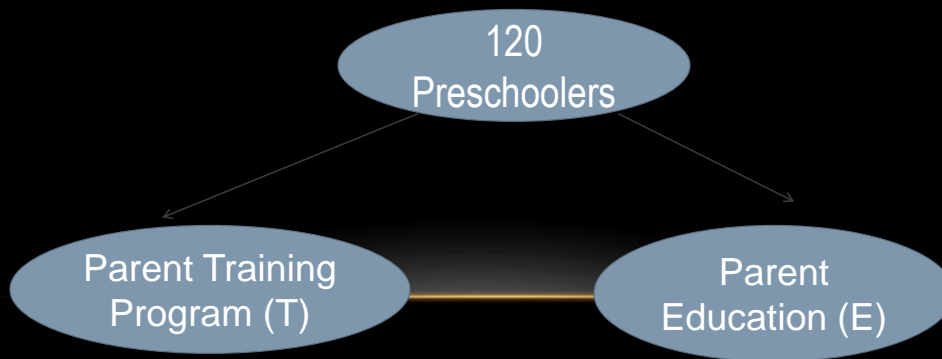 120
Preschoolers
Parent Training
Program (T)
Parent
Education (E)